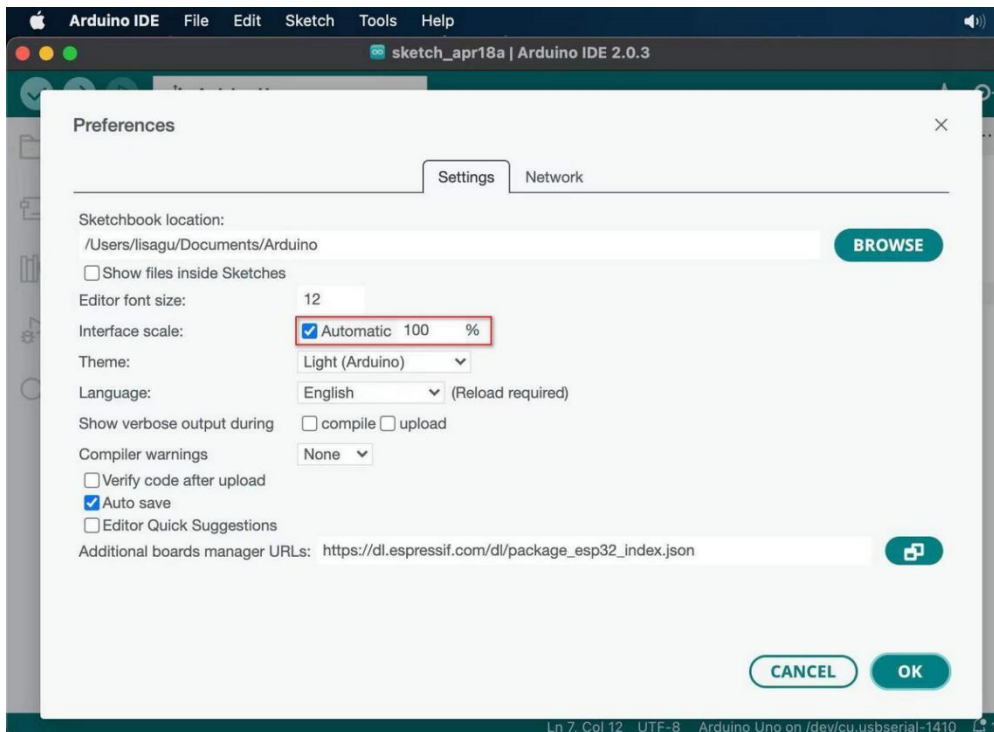 Arduino IDE File Edit Sketch Tools Help
sketch_apr18a | Arduino IDE 2.0.3
Preferences
Settings Network
Sketchbook location:
/Users/lisagu/Documents/Arduino
BROWSE
Show files inside Sketches
Editor font size: 12
Interface scale: Automatic 100 %
Theme: Light (Arduino)
Language: English (Reload required)
Show verbose output during compile upload
Compiler warnings None
Verify code after upload
Auto save
Editor Quick Suggestions
Additional boards manager URLs: https://dl.espressif.com/dl/package_esp32_index.json
CANCEL OK
Ln 7, Col 12 UTF-8 Arduino Uno on /dev/cu.usbserial-1410